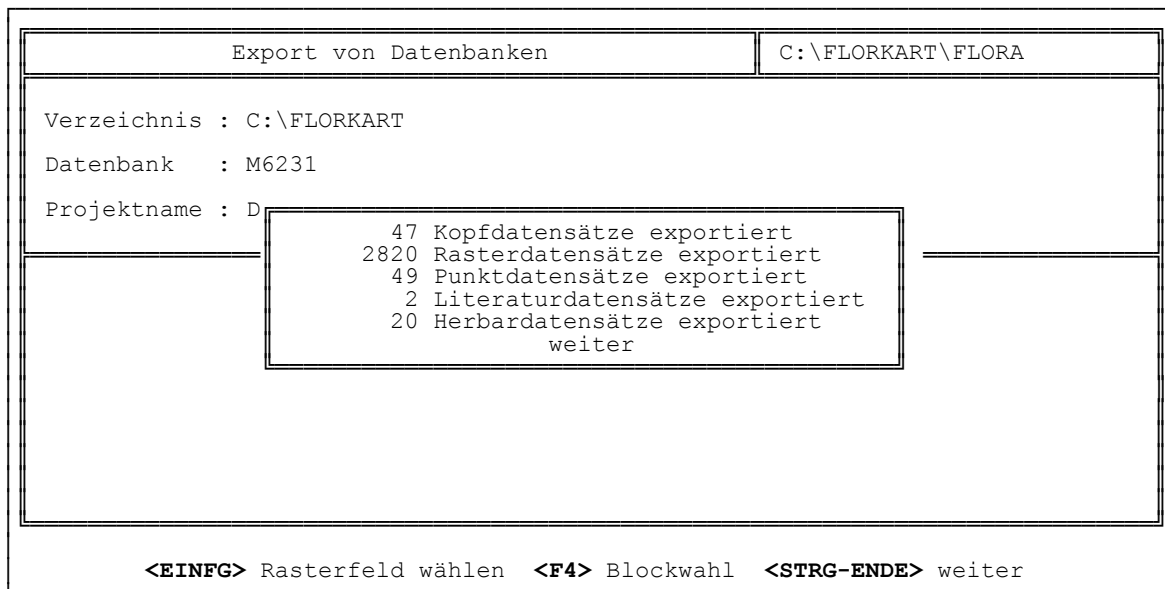 Export von Datenbanken C:\FLORKART\FLORA
Verzeichnis : C:\FLORKART
Datenbank : M6231
Projektname : D
47 Kopfdatensätze exportiert
2820 Rasterdatensätze exportiert
49 Punktdatensätze exportiert
2 Literaturdatensätze exportiert
20 Herbardatensätze exportiert
weiter
<EINFG> Rasterfeld wählen <F4> Blockwahl <STRG-ENDE> weiter